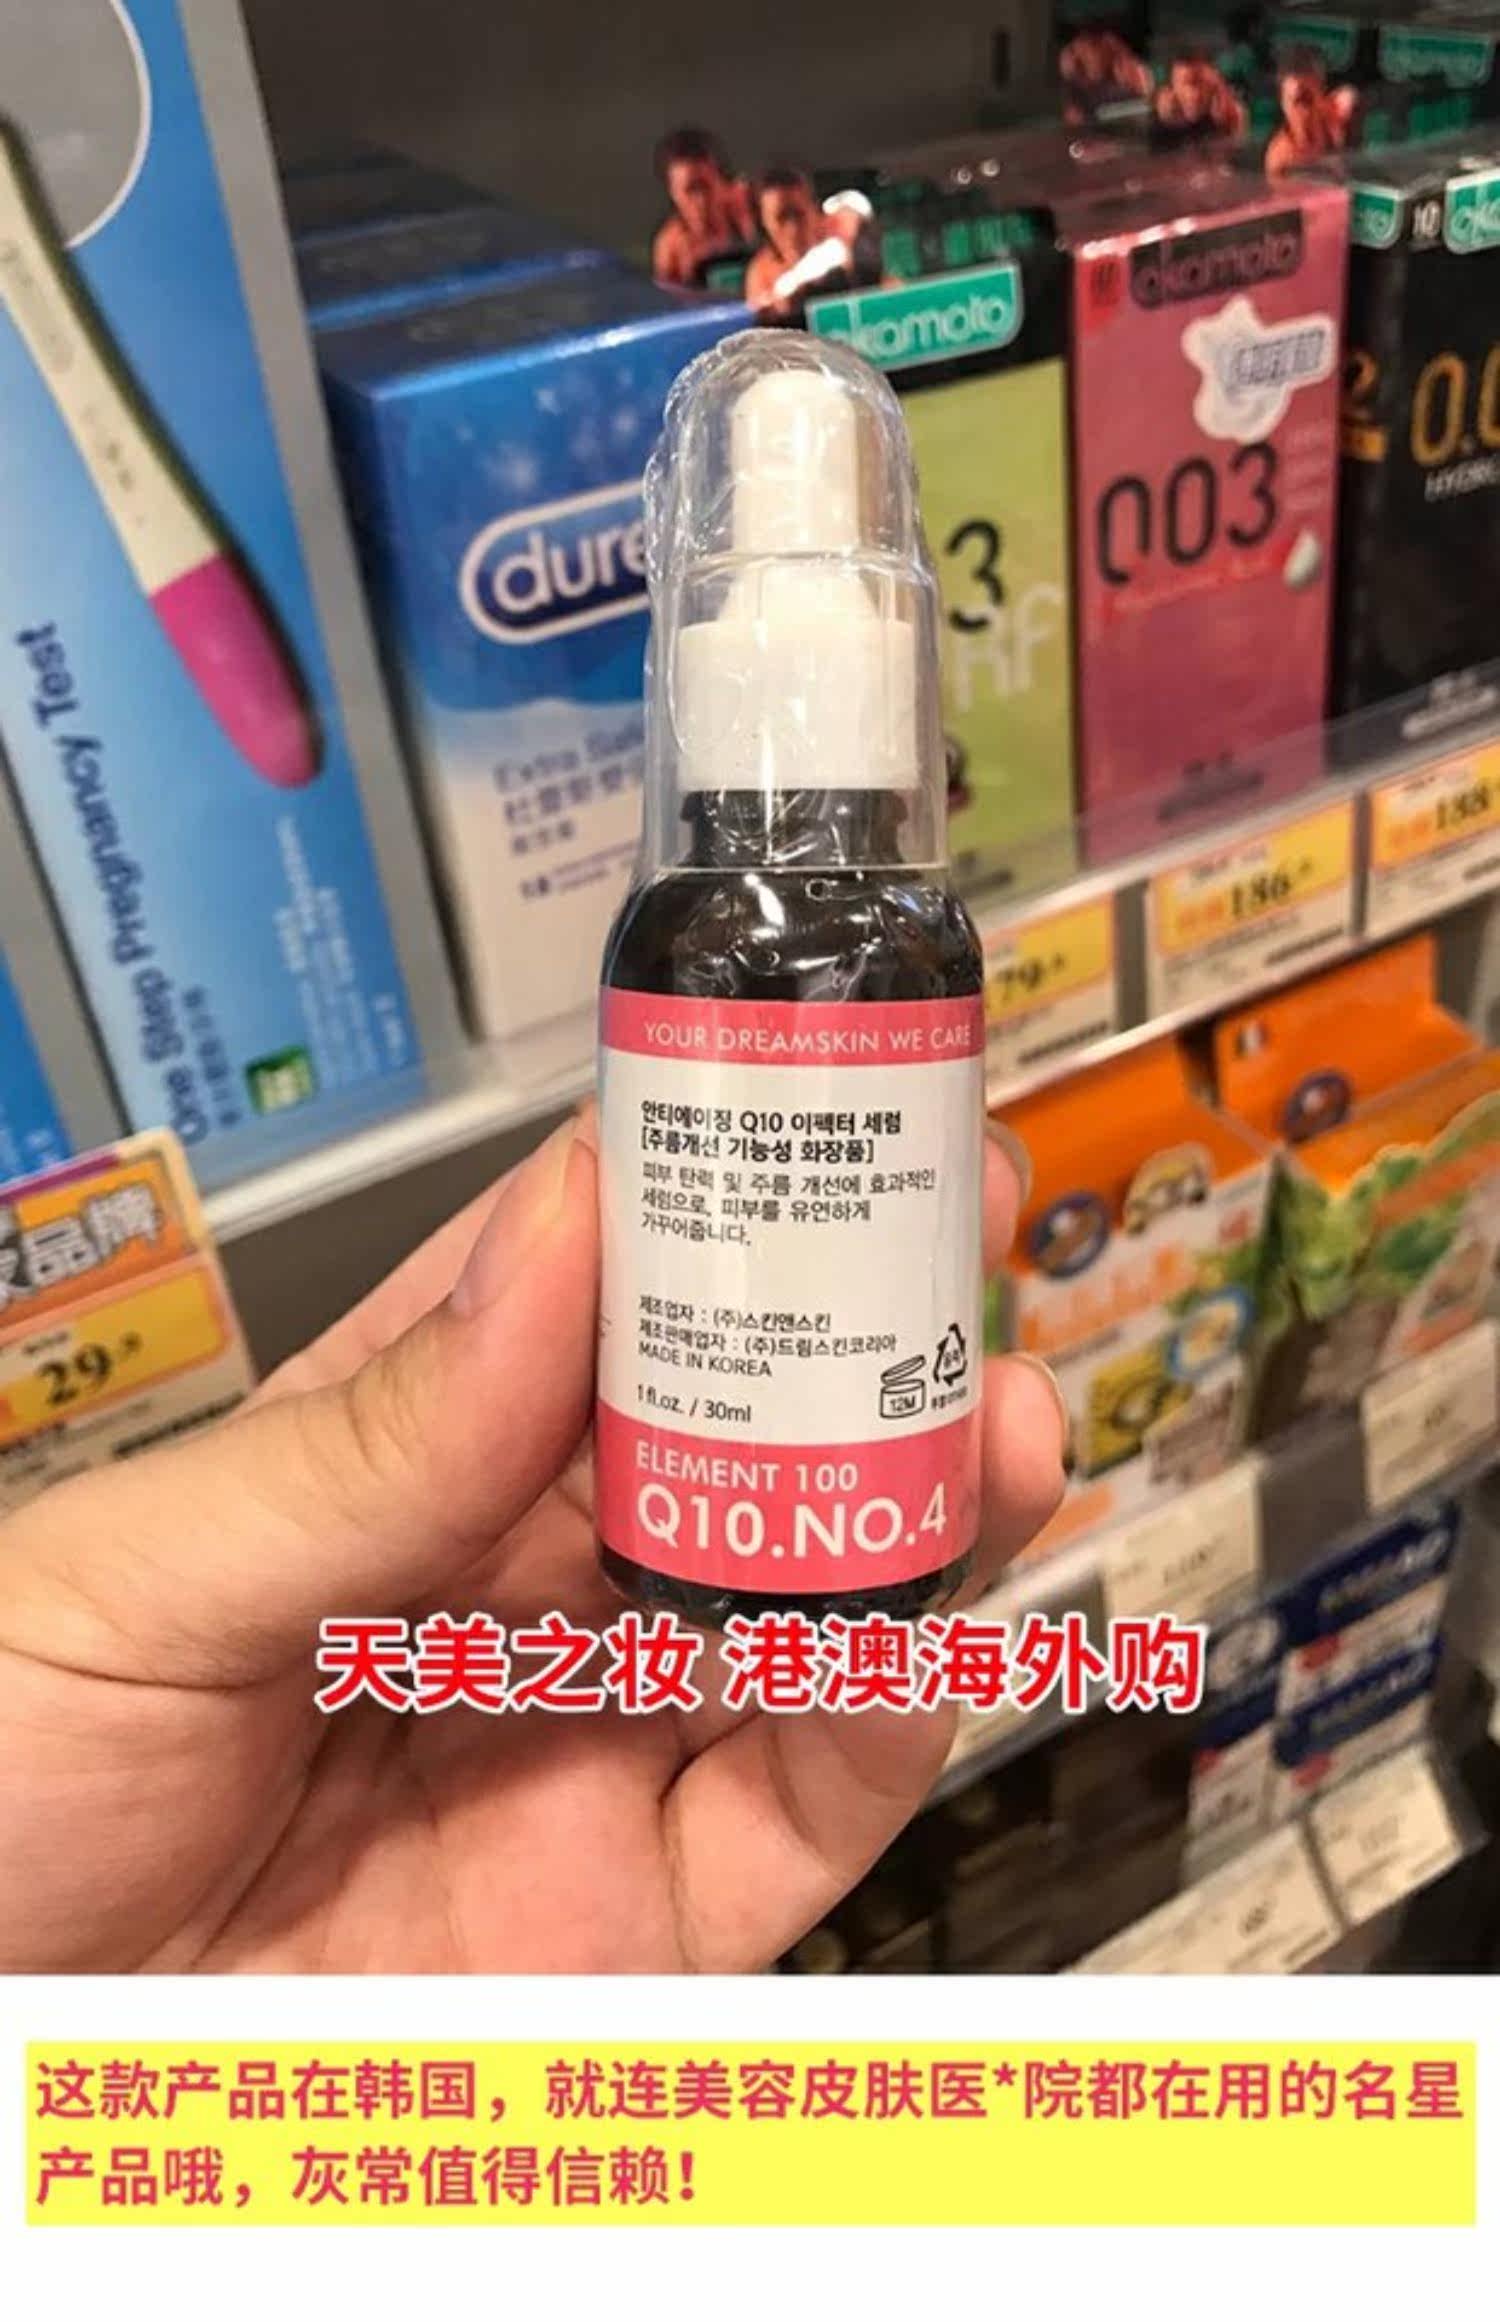 okamoto
okamoto
003
dure
3
RF
Extra
One Step Pregnancy Test
186
79
29
YOUR DREAMSKIN WE CARE
안티에이징 Q10 이펙터 세럼
[주름개선 기능성 화장품]
피부 탄력 및 주름 개선에 효과적인
세럼으로, 피부를 유연하게
가꾸어줍니다.
제조업자 : (주)스킨앤스킨
제조판매업자 : (주)드림스킨코리아
MADE IN KOREA
1fl.oz. / 30ml
12M
ELEMENT 100
Q10.NO.4
天美之妆 港澳海外购
这款产品在韩国，就连美容皮肤医*院都在用的名星
产品哦，灰常值得信赖！